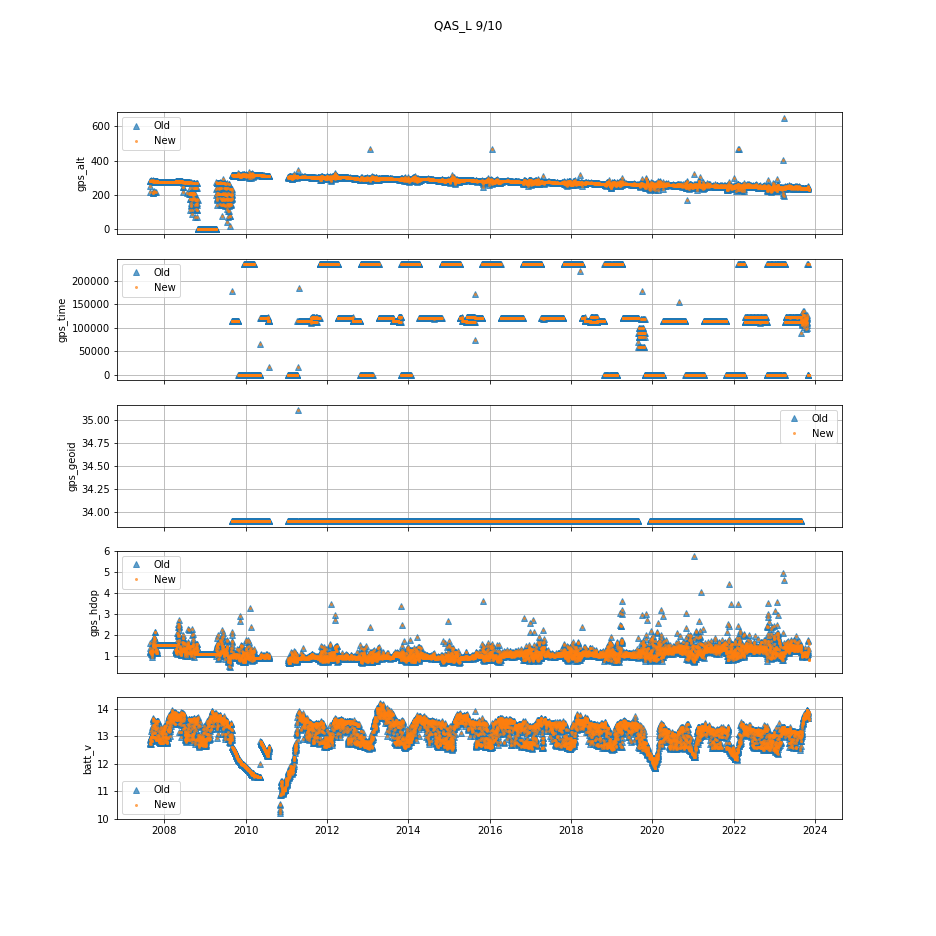 QAS_L 9/10
gps_alt
600
400
200
0
Old
New
gps_time
200000
150000
100000
50000
0
Old
New
gps_geoid
35.00
34.75
34.50
34.25
34.00
Old
New
gps_hdop
6
5
4
3
2
1
Old
New
batt_v
14
13
12
11
10
Old
New
2008 2010 2012 2014 2016 2018 2020 2022 2024